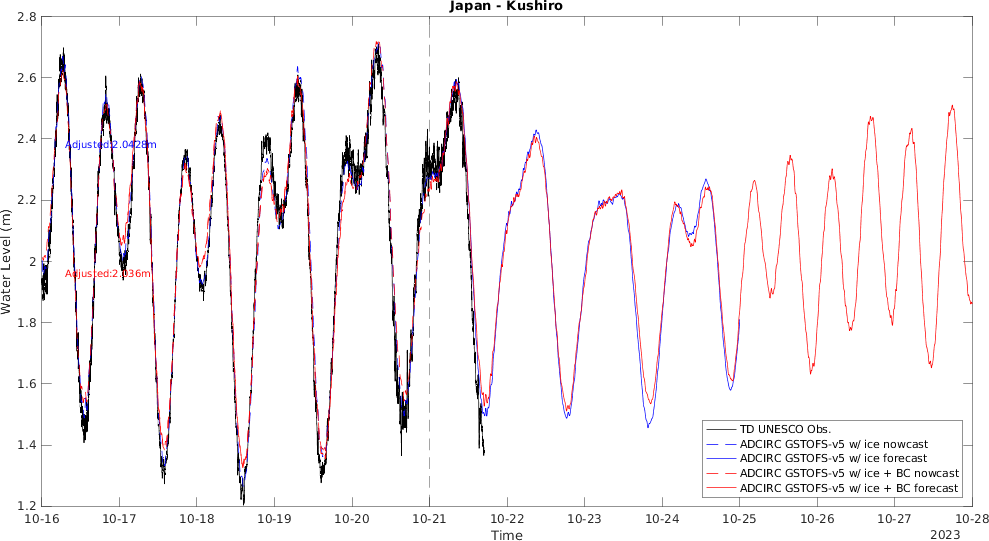 Japan - Kushiro
Water Level (m)
2.8
2.6
2.4
2.2
2
1.8
1.6
1.4
1.2
Adjusted:2.0428m
Adjusted:2.036m
TD UNESCO Obs.
ADCIRC GSTOFS-v5 w/ ice nowcast
ADCIRC GSTOFS-v5 w/ ice forecast
ADCIRC GSTOFS-v5 w/ ice + BC nowcast
ADCIRC GSTOFS-v5 w/ ice + BC forecast
10-16 10-17 10-18 10-19 10-20 10-21 10-22 10-23 10-24 10-25 10-26 10-27 10-28
Time
2023